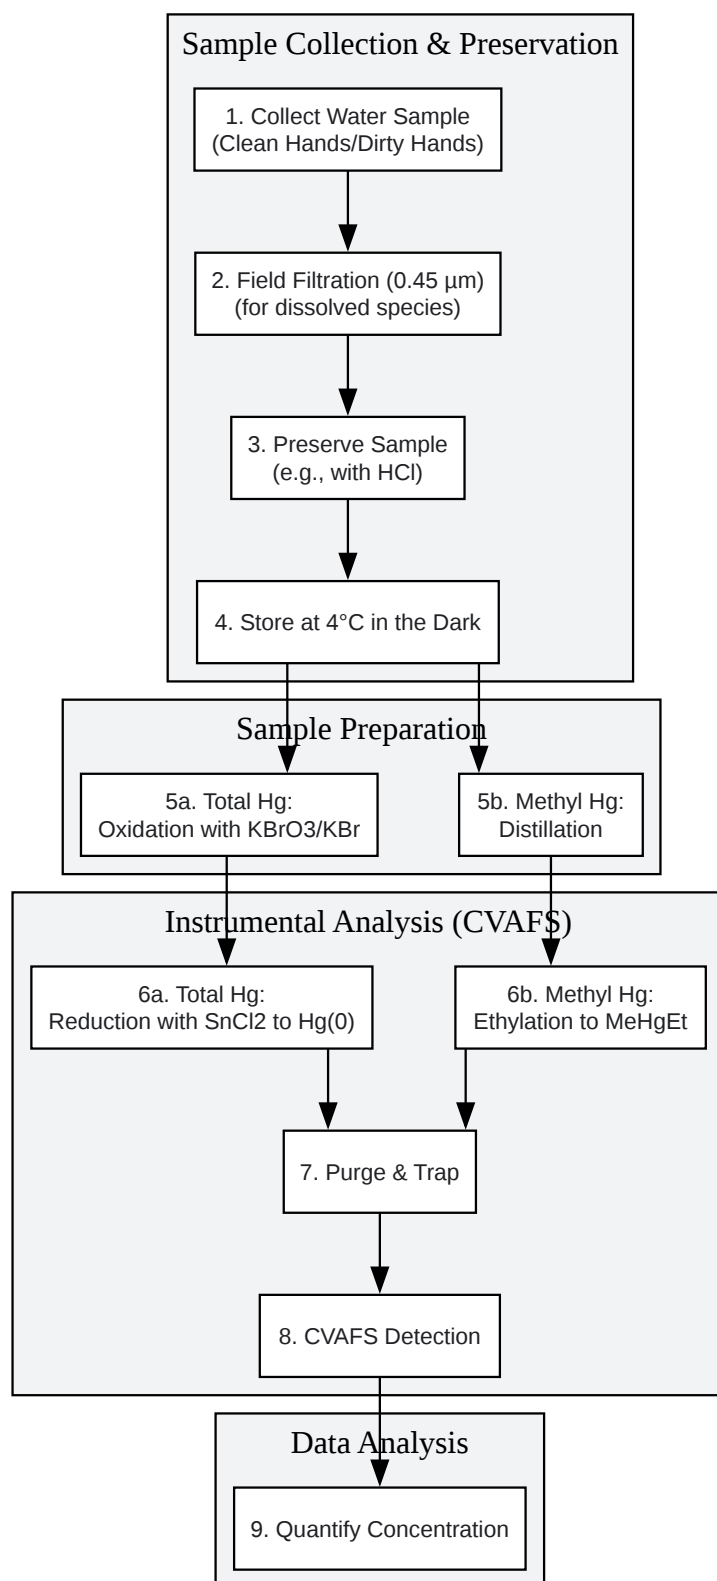 Sample Collection & Preservation
1. Collect Water Sample
(Clean Hands/Dirty Hands)
2. Field Filtration (0.45 µm)
(for dissolved species)
3. Preserve Sample
(e.g., with HCl)
4. Store at 4°C in the Dark
Sample Preparation
5a. Total Hg:
Oxidation with KBrO3/KBr
5b. Methyl Hg:
Distillation
Instrumental Analysis (CVAFS)
6a. Total Hg:
Reduction with SnCl2 to Hg(0)
6b. Methyl Hg:
Ethylation to MeHgEt
7. Purge & Trap
8. CVAFS Detection
Data Analysis
9. Quantify Concentration